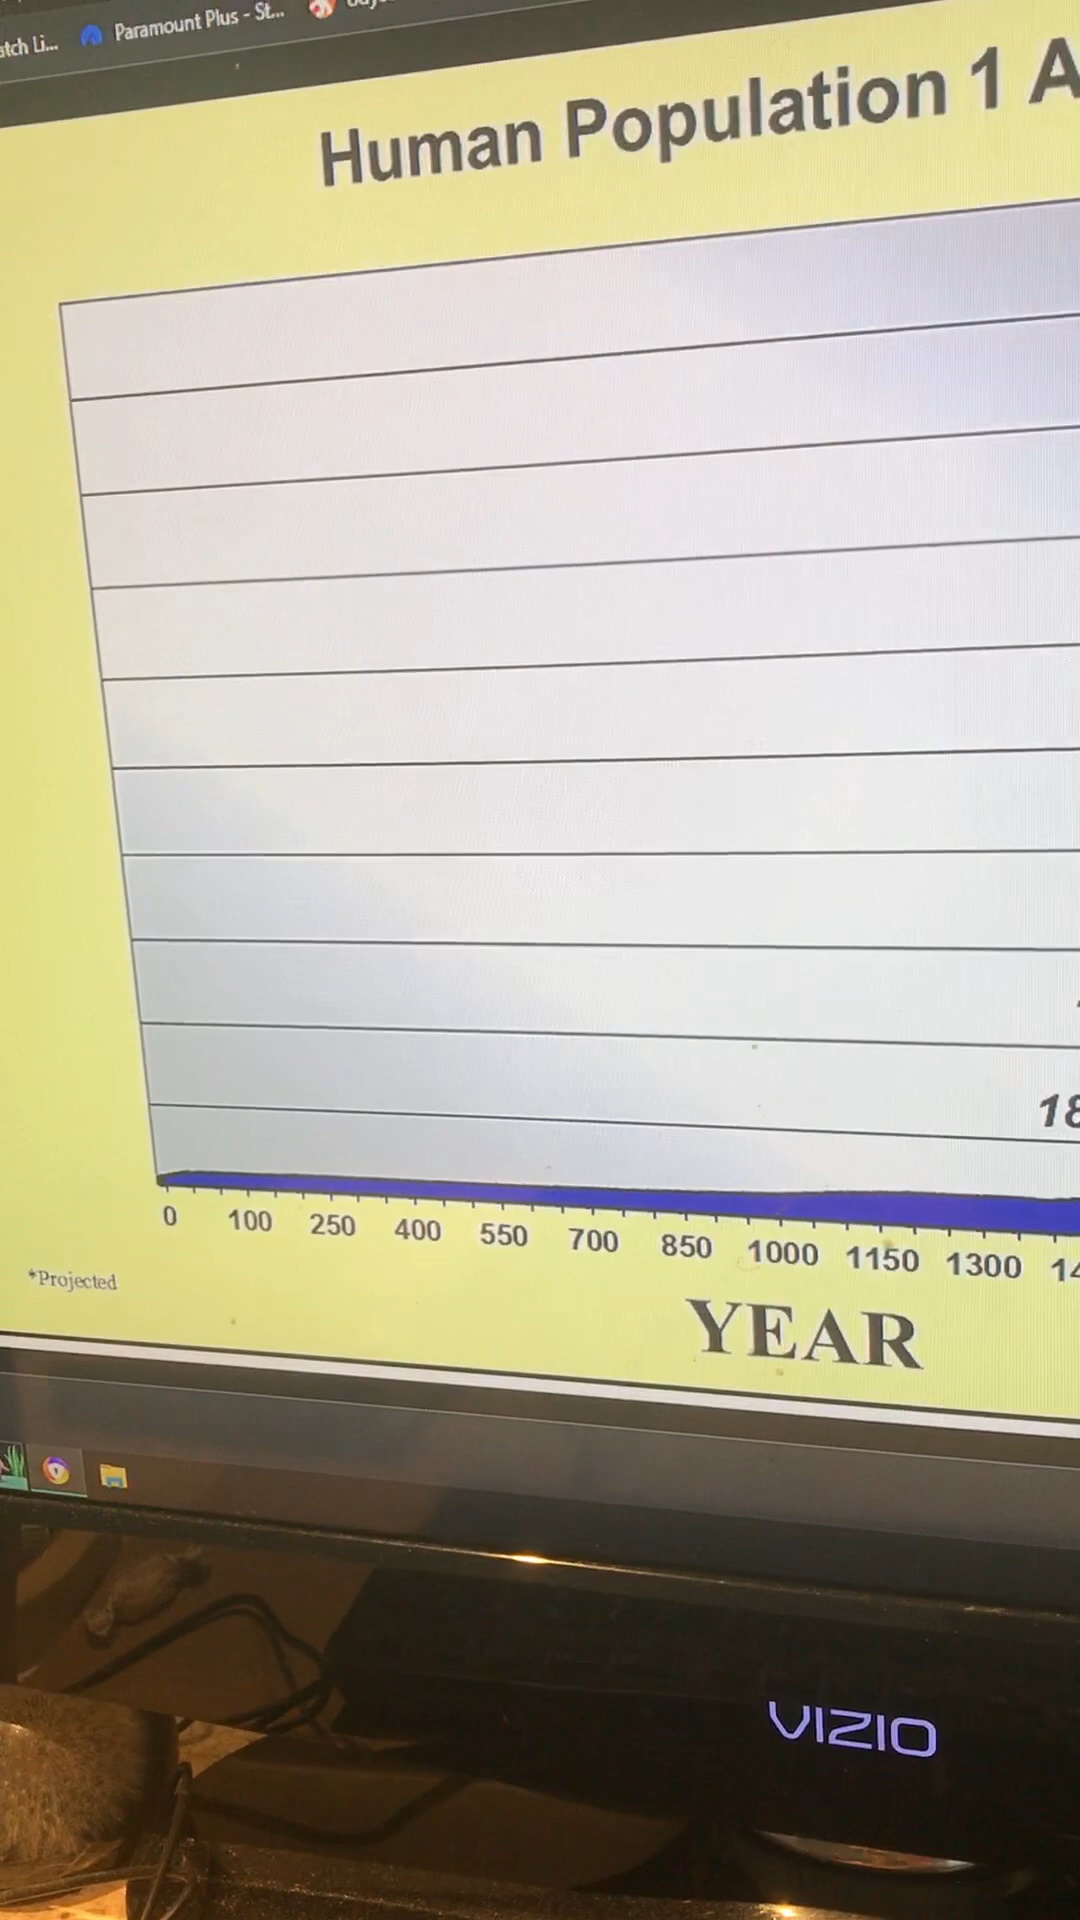 Paramount Plus - St...
Human Population 1
18
0 100 250 400 550 700 850 1000 1150 1300
*Projected
YEAR
VIZIO